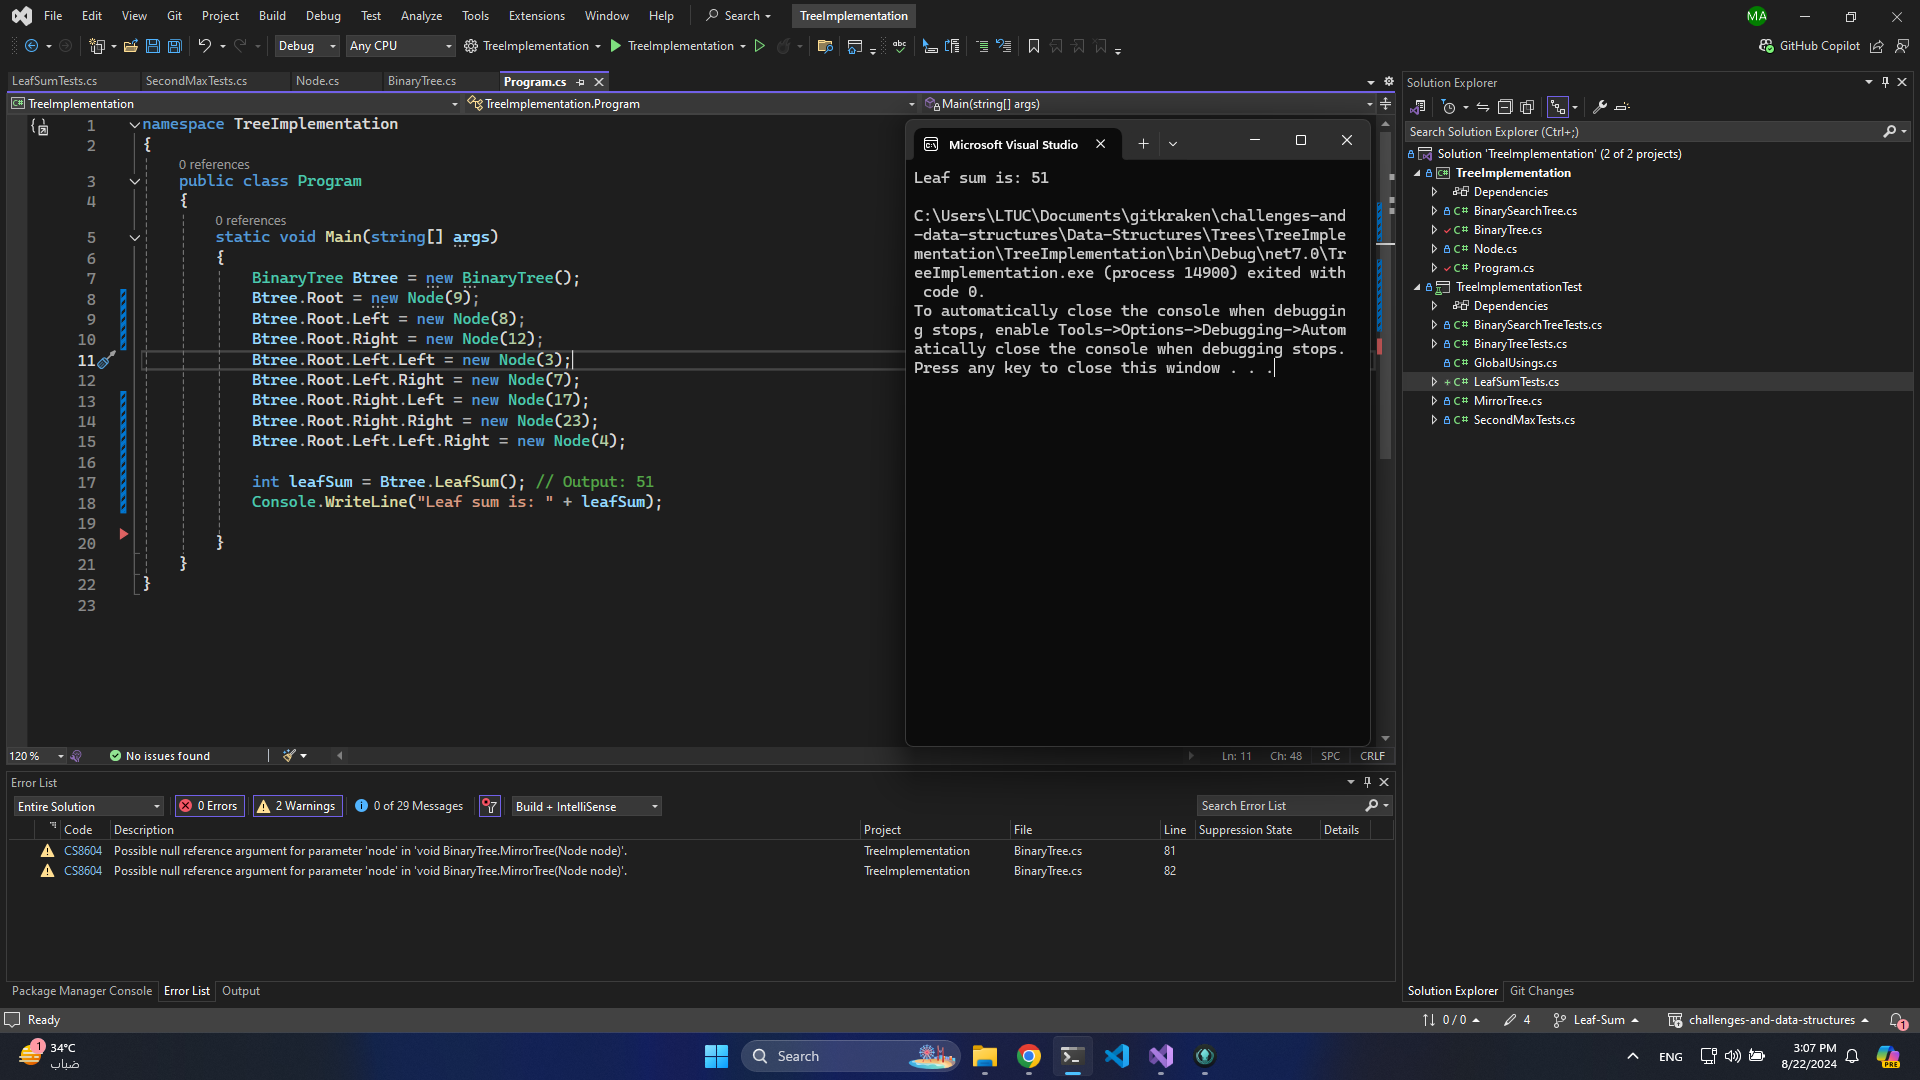 File Edit View Git Project Build Debug Test Analyze Tools Extensions Window Help Search TreeImplementation MA
Debug Any CPU TreeImplementation TreeImplementation GitHub Copilot
LeafSumTests.cs SecondMaxTests.cs Node.cs BinaryTree.cs Program.cs
TreeImplementation TreeImplementation.Program Main(string[] args)
1 namespace TreeImplementation
2 {
0 references
3 public class Program
4 {
0 references
5 static void Main(string[] args)
6 {
7 BinaryTree Btree = new BinaryTree();
8 Btree.Root = new Node(9);
9 Btree.Root.Left = new Node(8);
10 Btree.Root.Right = new Node(12);
11 Btree.Root.Left.Left = new Node(3);
12 Btree.Root.Left.Right = new Node(7);
13 Btree.Root.Right.Left = new Node(17);
14 Btree.Root.Right.Right = new Node(23);
15 Btree.Root.Left.Left.Right = new Node(4);
16
17 int leafSum = Btree.LeafSum(); // Output: 51
18 Console.WriteLine("Leaf sum is: " + leafSum);
19
20 }
21 }
22 }
23
Microsoft Visual Studio
Leaf sum is: 51
C:\Users\LTUC\Documents\gitkraken\challenges-and
-data-structures\Data-Structures\Trees\TreeImple
mentation\TreeImplementation\bin\Debug\net7.0\Tr
eeImplementation.exe (process 14900) exited with
code 0.
To automatically close the console when debuggin
g stops, enable Tools->Options->Debugging->Autom
atically close the console when debugging stops.
Press any key to close this window . . .
120 % No issues found Ln: 11 Ch: 48 SPC CRLF
Solution Explorer
Search Solution Explorer (Ctrl+;)
Solution 'TreeImplementation' (2 of 2 projects)
C# TreeImplementation
Dependencies
C# BinarySearchTree.cs
C# BinaryTree.cs
C# Node.cs
C# Program.cs
TreeImplementationTest
Dependencies
C# BinarySearchTreeTests.cs
C# BinaryTreeTests.cs
C# GlobalUsings.cs
C# LeafSumTests.cs
C# MirrorTree.cs
C# SecondMaxTests.cs
Error List
Entire Solution 0 Errors 2 Warnings 0 of 29 Messages Build + IntelliSense Search Error List
Code Description Project File Line Suppression State Details
CS8604 Possible null reference argument for parameter 'node' in 'void BinaryTree.MirrorTree(Node node)'. TreeImplementation BinaryTree.cs 81
CS8604 Possible null reference argument for parameter 'node' in 'void BinaryTree.MirrorTree(Node node)'. TreeImplementation BinaryTree.cs 82
Package Manager Console Error List Output
Solution Explorer Git Changes
Ready 0 / 0 4 Leaf-Sum challenges-and-data-structures 1
1 34°C
ضباب
Search
ENG 3:07 PM
8/22/2024
PRE